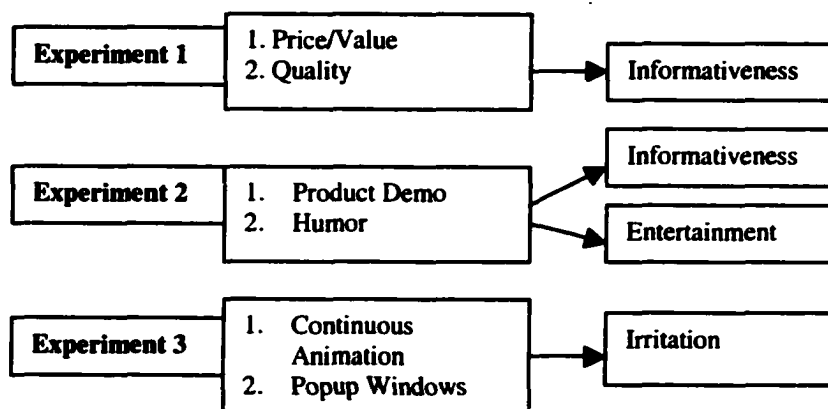 Experiment 1
1. Price/Value
2. Quality
Informativeness
Experiment 2
1. Product Demo
2. Humor
Informativeness
Entertainment
Experiment 3
1. Continuous
Animation
2. Popup Windows
Irritation